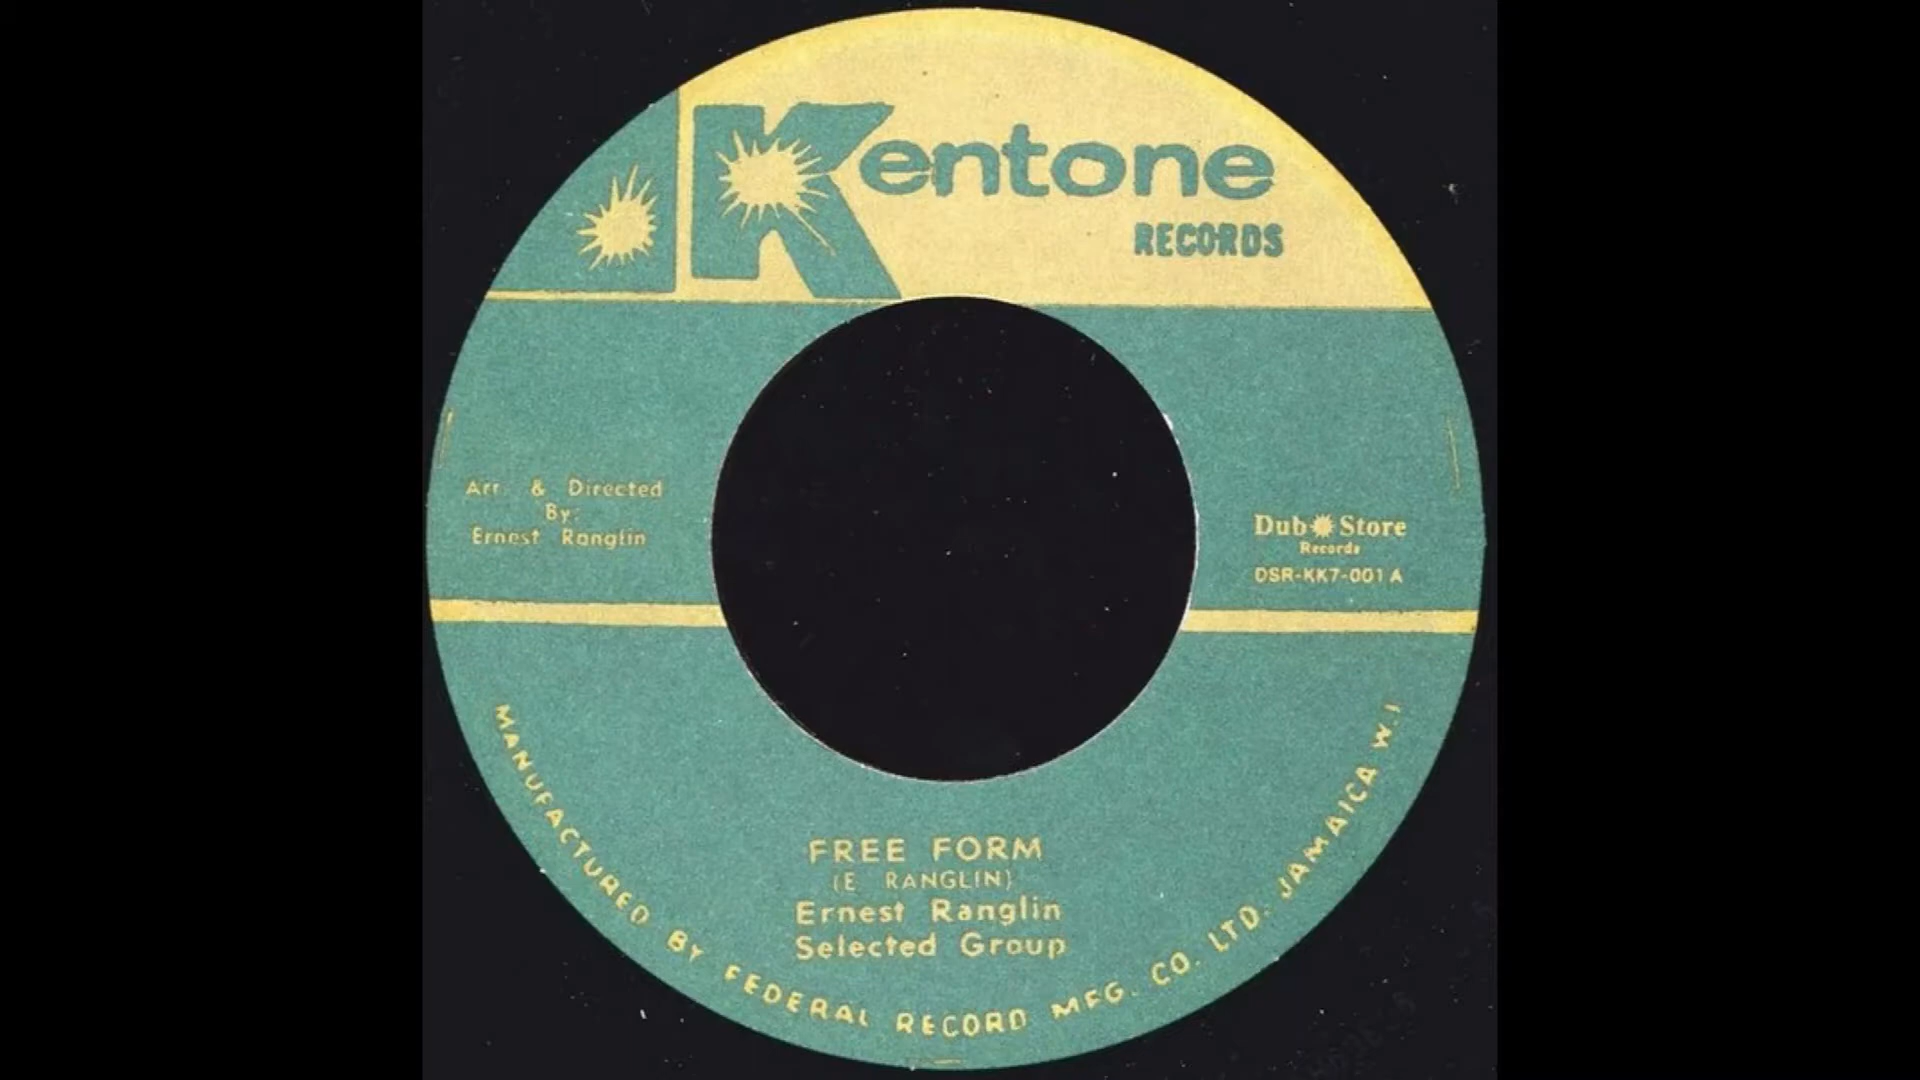 Kentone
RECORDS
Arr. & Directed
By:
Ernest Ranglin
Dub Store
Records
DSR-KK7-001 A
FREE FORM
(E RANGLIN)
Ernest Ranglin
Selected Group
MANUFACTURED BY FEDERAL RECORD MFG. CO. LTD. JAMAICA W.I